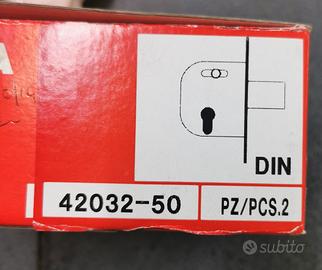 A
DIN
42032-50
PZ/PCS.2
subito